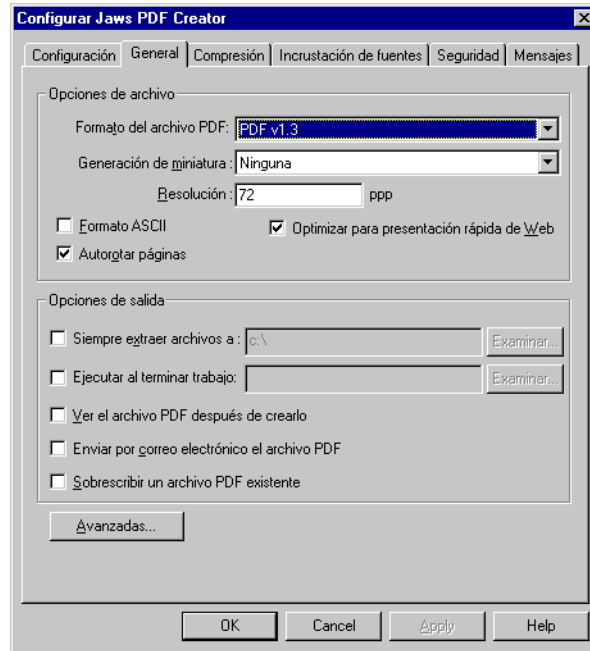 Configurar Jaws PDF Creator
Configuración General Compresión Incrustación de fuentes Seguridad Mensajes
Opciones de archivo
Formato del archivo PDF: PDF v1.3
Generación de miniatura : Ninguna
Resolución : 72 ppp
Formato ASCII Optimizar para presentación rápida de Web
Autorotar páginas
Opciones de salida
Siempre extraer archivos a : c:\ Examinar...
Ejecutar al terminar trabajo: Examinar...
Ver el archivo PDF después de crearlo
Enviar por correo electrónico el archivo PDF
Sobrescribir un archivo PDF existente
Avanzadas...
OK Cancel Apply Help